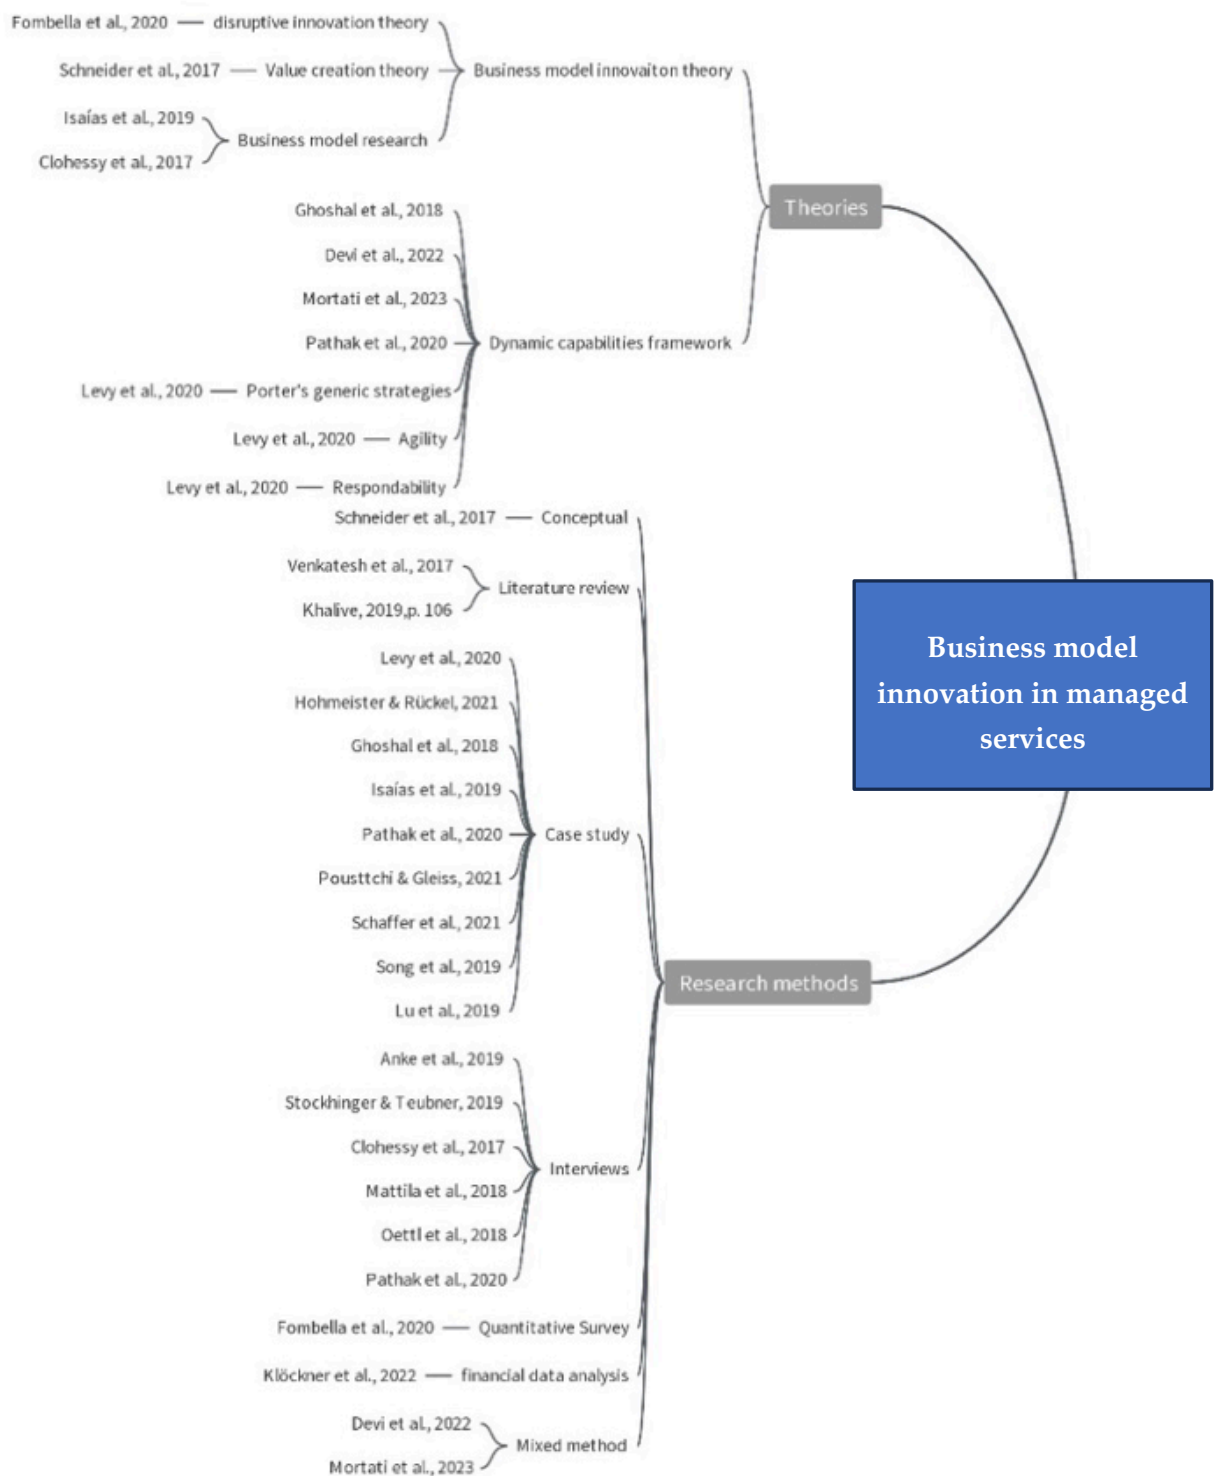 Fombella et al., 2020
disruptive innovation theory
Schneider et al., 2017
Value creation theory
Business model innovaiton theory
Isaías et al., 2019
Business model research
Clohessy et al., 2017
Theories
Ghoshal et al., 2018
Devi et al., 2022
Mortati et al., 2023
Pathak et al., 2020
Dynamic capabilities framework
Levy et al., 2020
Porter's generic strategies
Levy et al., 2020
Agility
Levy et al., 2020
Respondability
Schneider et al., 2017
Conceptual
Venkatesh et al., 2017
Literature review
Khalive, 2019,p. 106
Business model
innovation in managed
services
Levy et al., 2020
Hohmeister & Rückel, 2021
Ghoshal et al., 2018
Isaías et al., 2019
Pathak et al., 2020
Case study
Pousttchi & Gleiss, 2021
Schaffer et al., 2021
Song et al., 2019
Lu et al., 2019
Research methods
Anke et al., 2019
Stockhinger & Teubner, 2019
Clohessy et al., 2017
Interviews
Mattila et al., 2018
Oettl et al., 2018
Pathak et al., 2020
Fombella et al., 2020
Quantitative Survey
Klöckner et al., 2022
financial data analysis
Devi et al., 2022
Mixed method
Mortati et al., 2023